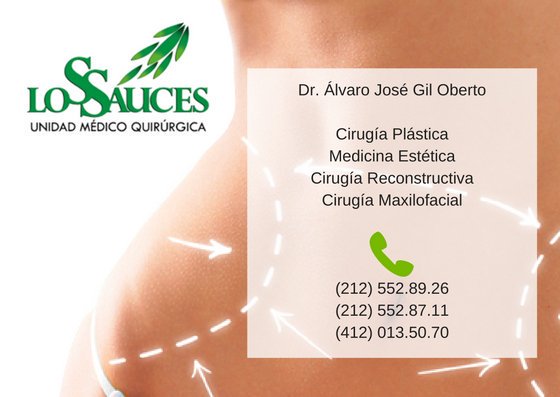 LOS SAUCES
UNIDAD MÉDICO QUIRÚRGICA
Dr. Álvaro José Gil Oberto
Cirugía Plástica
Medicina Estética
Cirugía Reconstructiva
Cirugía Maxilofacial
(212) 552.89.26
(212) 552.87.11
(412) 013.50.70